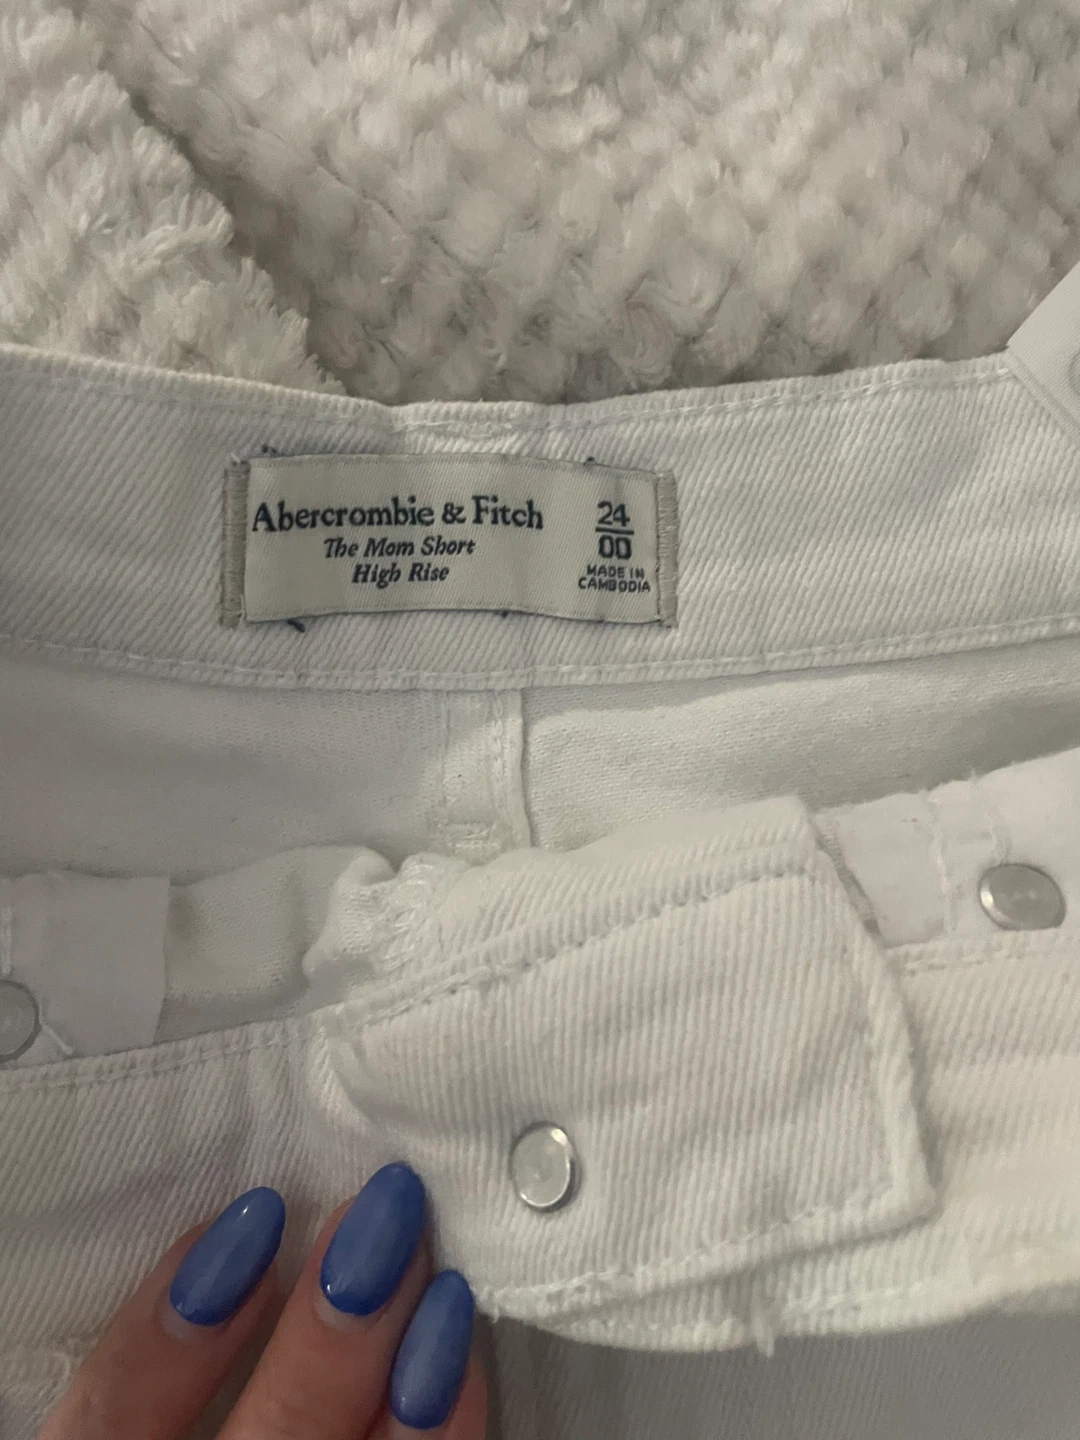 Abercrombie & Fitch
The Mom Short
High Rise
24
00
MADE IN
CAMBODIA